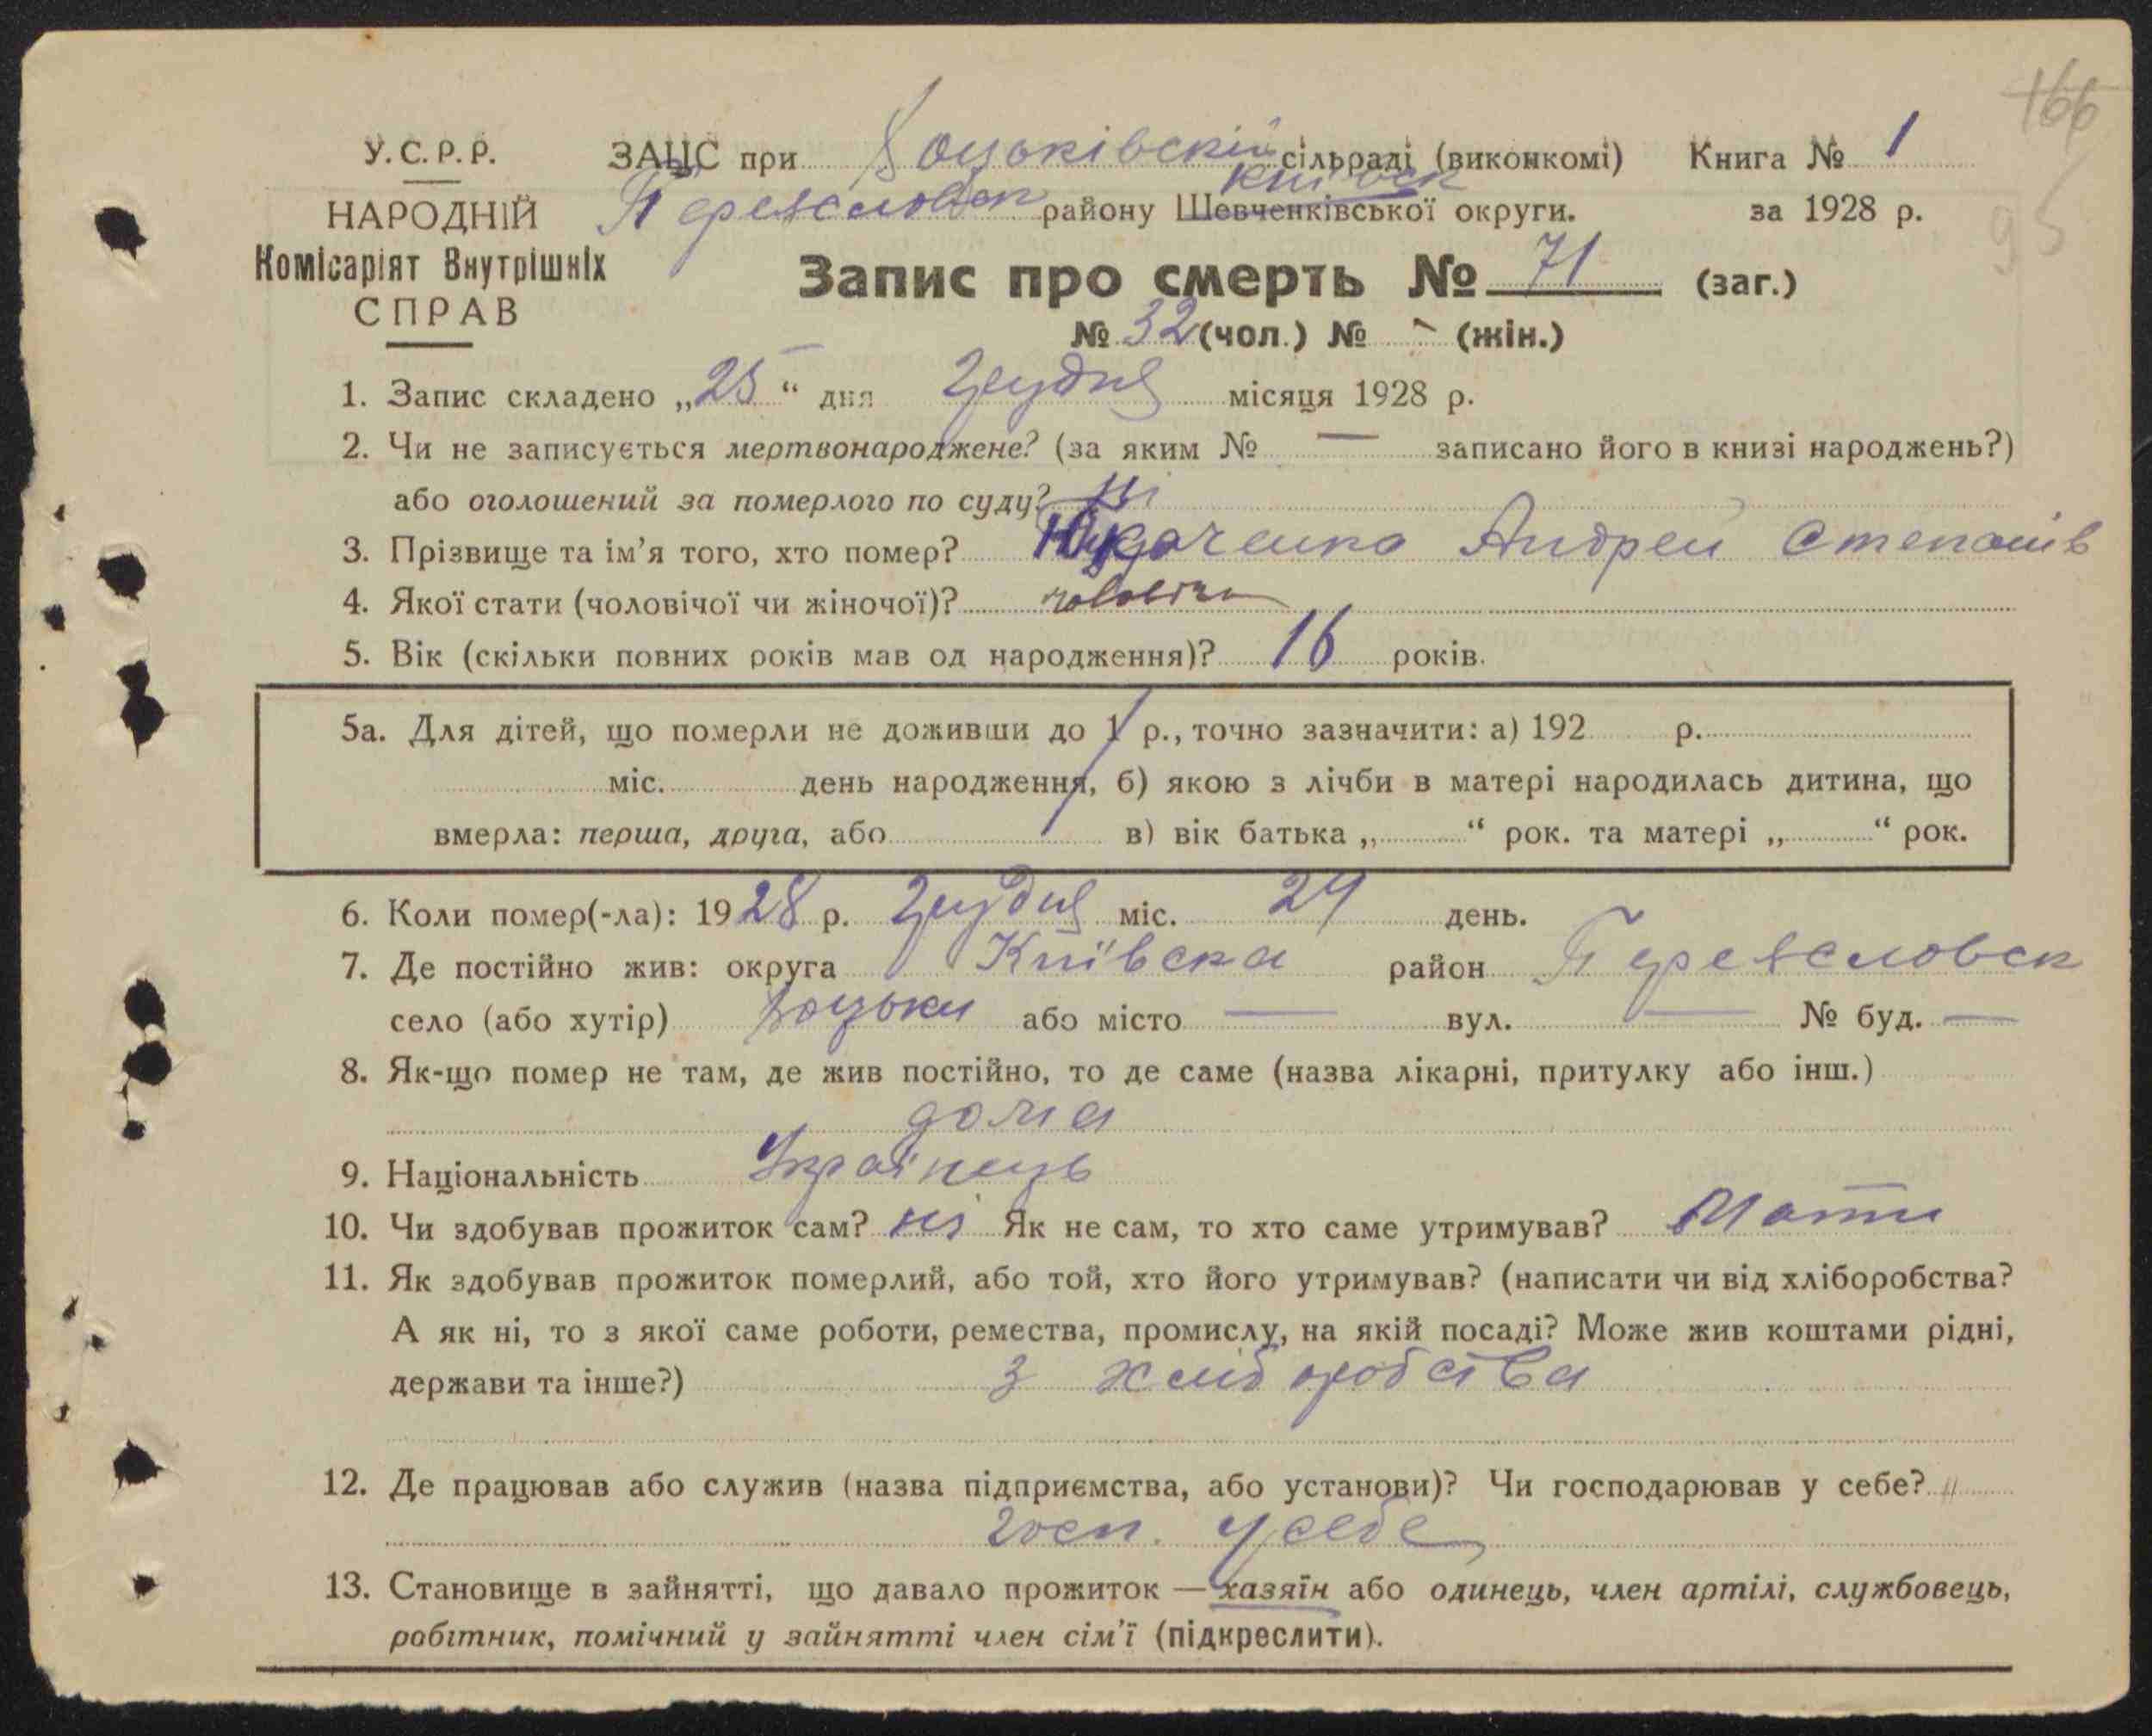 166
95
У.С.Р.Р.
НАРОДНІЙ
Комісаріят Внутрішніх
СПРАВ
ЗАЦС при Хоцьківскій сільраді (виконкомі) Книга № 1
Київськ
Переяславськ району Шевченківської округи. за 1928 р.
Запис про смерть № 71 (заг.)
№ 32 (чол.) № - (жін.)
1. Запис складено „25" дня грудня місяця 1928 р.
2. Чи не записується мертвонароджене? (за яким № — записано його в книзі народжень?)
або оголошений за померлого по суду? ні
3. Прізвище та ім'я того, хто помер? Андрей Степанів
4. Якої стати (чоловічої чи жіночої)? чоловіча
5. Вік (скільки повних років мав од народження)? 16 років.
5а. Для дітей, що померли не доживши до 1 р., точно зазначити: а) 192 р.
міс. день народження, б) якою з лічби в матері народилась дитина, що
вмерла: перша, друга, або в) вік батька „ " рок. та матері „ " рок.
6. Коли помер(-ла): 1928 р. грудня міс. 24 день.
7. Де постійно жив: округа Київска район Переясловск
село (або хутір) Хоцьки або місто — вул. — № буд. —
8. Як-що помер не там, де жив постійно, то де саме (назва лікарні, притулку або інш.)
дома
9. Національність Українець
10. Чи здобував прожиток сам? ні Як не сам, то хто саме утримував? Мати
11. Як здобував прожиток померлий, або той, хто його утримував? (написати чи від хліборобства?
А як ні, то з якої саме роботи, ремества, промислу, на якій посаді? Може жив коштами рідні,
держави та інше?) з хліборобства
12. Де працював або служив (назва підприємства, або установи)? Чи господарював у себе? "
госп. у себе
13. Становище в зайнятті, що давало прожиток — хазяїн або одинець, член артілі, службовець,
робітник, помічний у зайнятті член сім'ї (підкреслити).